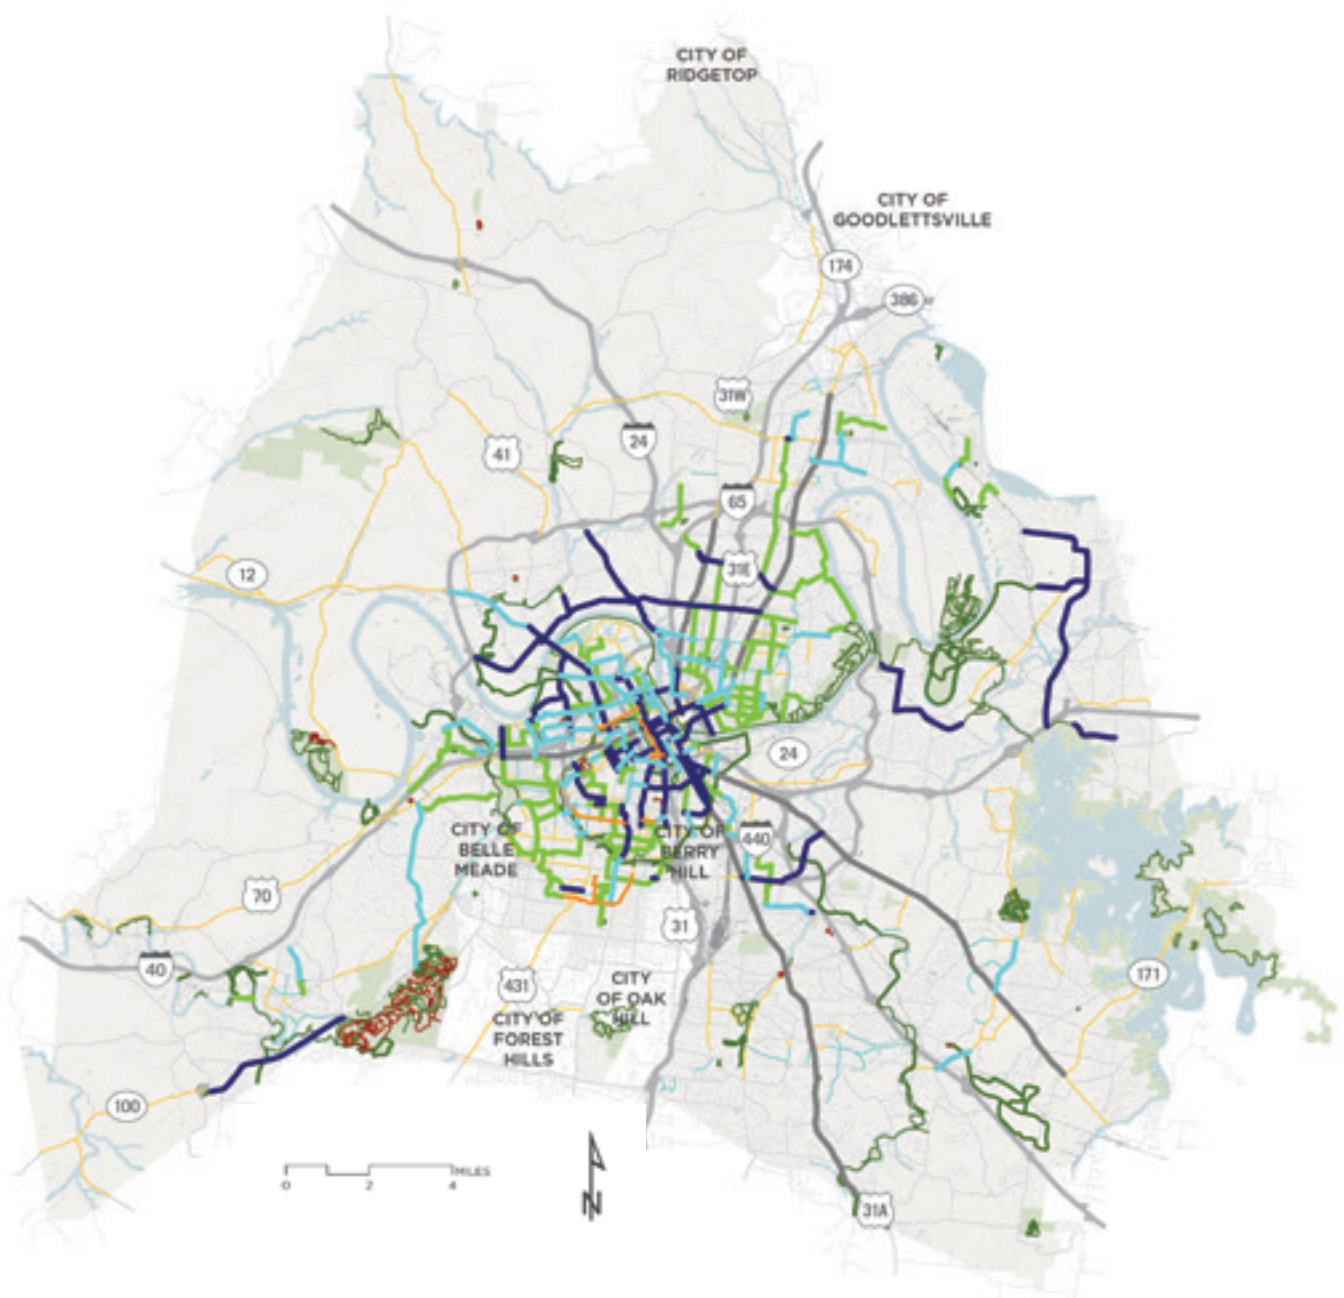 CITY OF
RIDGETOP
CITY OF
GOODLETTSVILLE
174
386
31W
41
24
65
31E
12
24
CITY OF
BELLE
MEADE
CITY OF
BERRY
HILL
440
70
31
40
431
CITY
OF OAK
HILL
171
CITY OF
FOREST
HILLS
100
MILES
0
2
4
N
31A